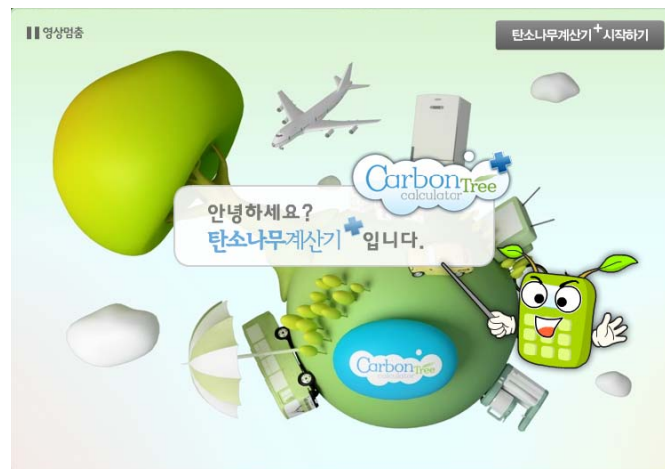 영상멈춤
탄소나무계산기+시작하기
Carbon Tree
calculator
안녕하세요?
탄소나무계산기+입니다.
Carbon Tree
calculator